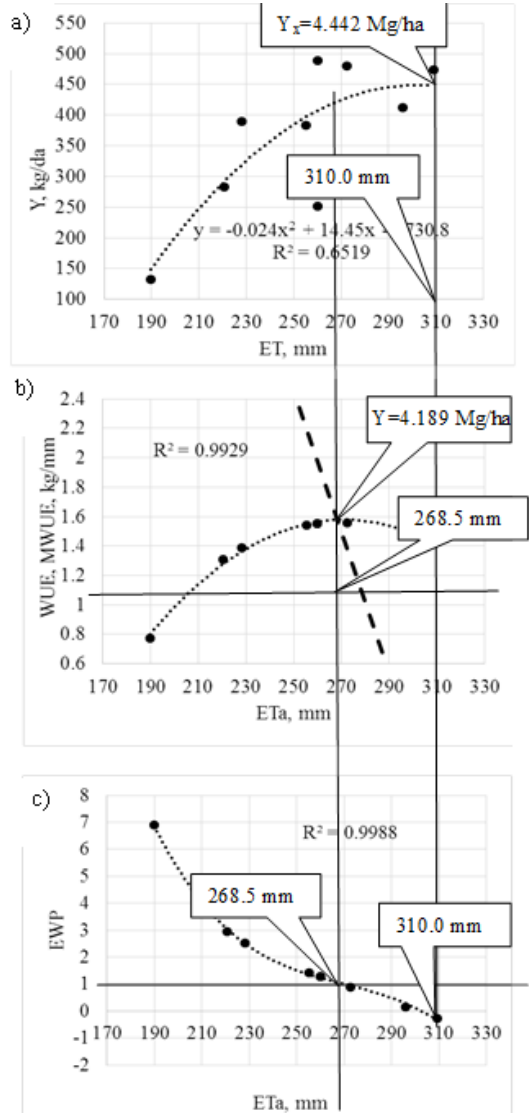 a)
Yx=4.442 Mg/ha
550
500
450
400
350
300
250
200
150
100
Y, kg/da
310.0 mm
y = -0.024x² + 14.45x 730.8
R² = 0.6519
170 190 210 230 250 270 290 310 330
ET, mm
b)
2.4
2.2
2
1.8
1.6
1.4
1.2
1
0.8
0.6
WUE, MWUE, kg/mm
R² = 0.9929
Y=4.189 Mg/ha
268.5 mm
170 190 210 230 250 270 290 310 330
ETa, mm
c)
8
7
6
5
4
3
2
1
0
-1
-2
EWP
R² = 0.9988
268.5 mm
310.0 mm
170 190 210 230 250 270 290 310 330
ETa, mm